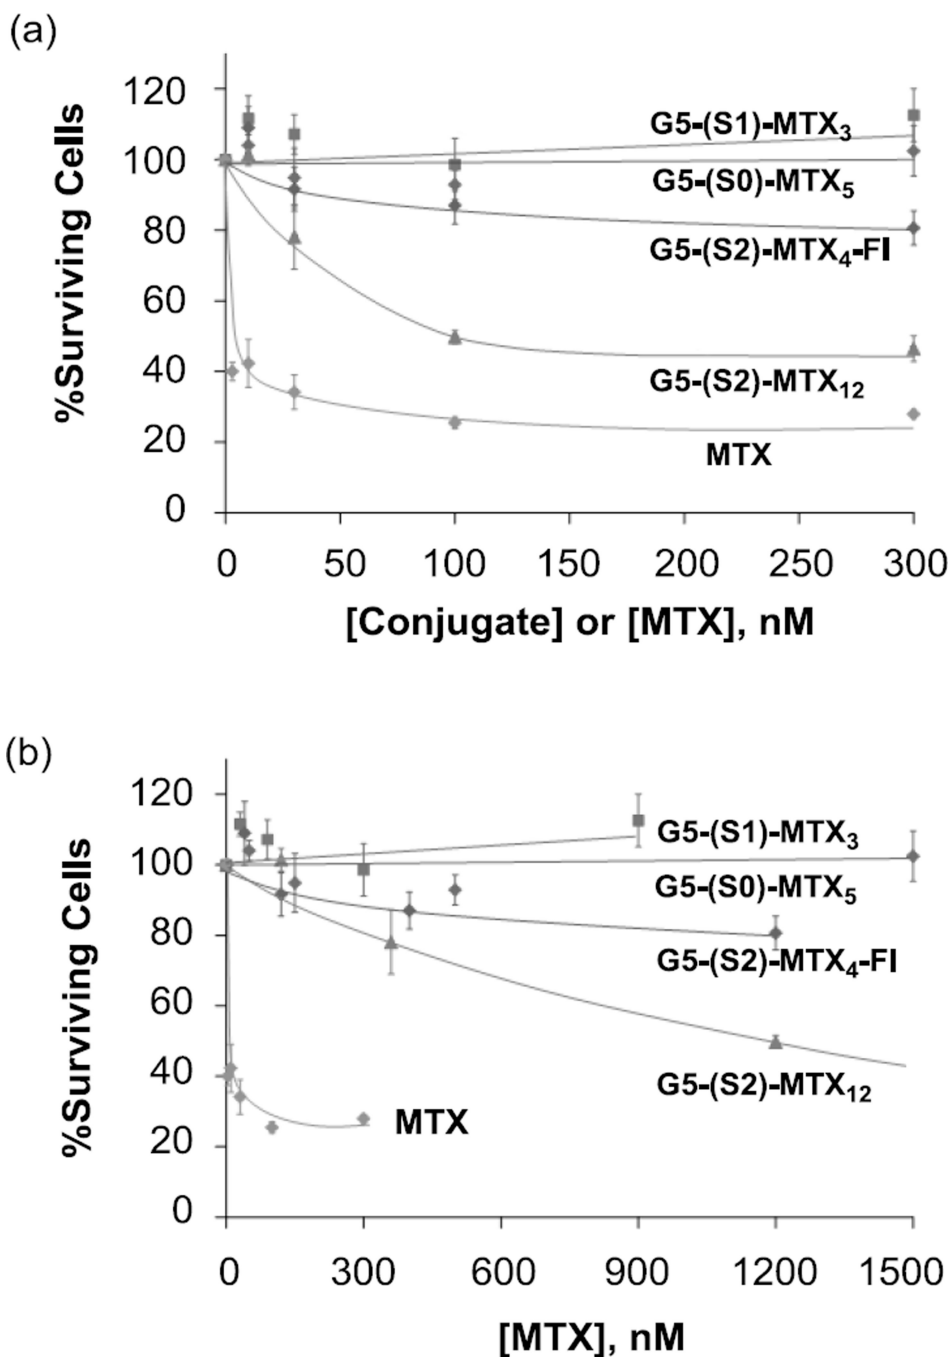 (a)
120
100
80
60
40
20
0
%Surviving Cells
G5-(S1)-MTX₃
G5-(S0)-MTX₅
G5-(S2)-MTX₄-FI
G5-(S2)-MTX₁₂
MTX
0 50 100 150 200 250 300
[Conjugate] or [MTX], nM
(b)
120
100
80
60
40
20
0
%Surviving Cells
G5-(S1)-MTX₃
G5-(S0)-MTX₅
G5-(S2)-MTX₄-FI
G5-(S2)-MTX₁₂
MTX
0 300 600 900 1200 1500
[MTX], nM